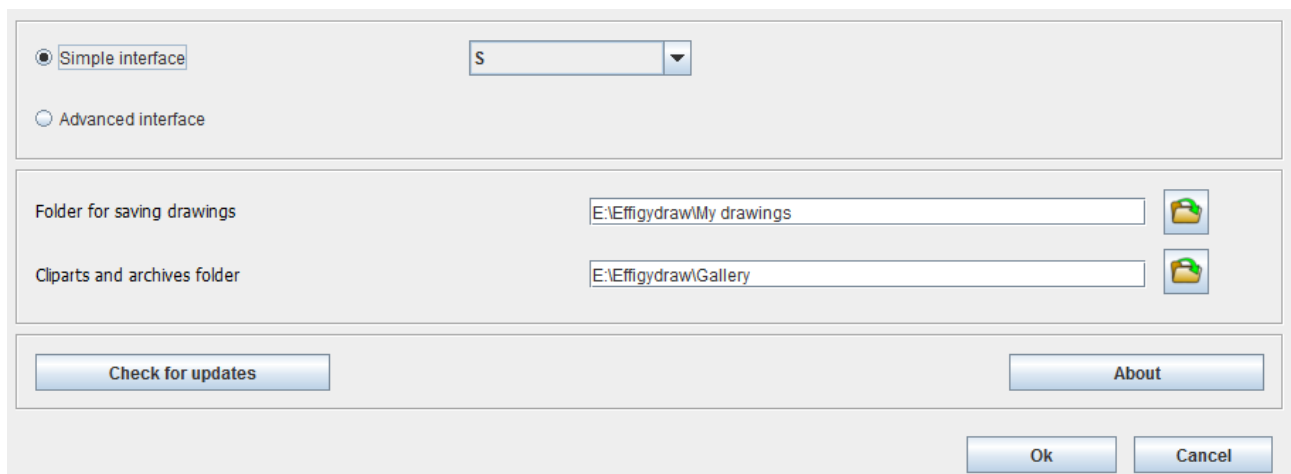 Simple interface
S
Advanced interface
Folder for saving drawings
E:\Effigydraw\My drawings
Cliparts and archives folder
E:\Effigydraw\Gallery
Check for updates
About
Ok
Cancel